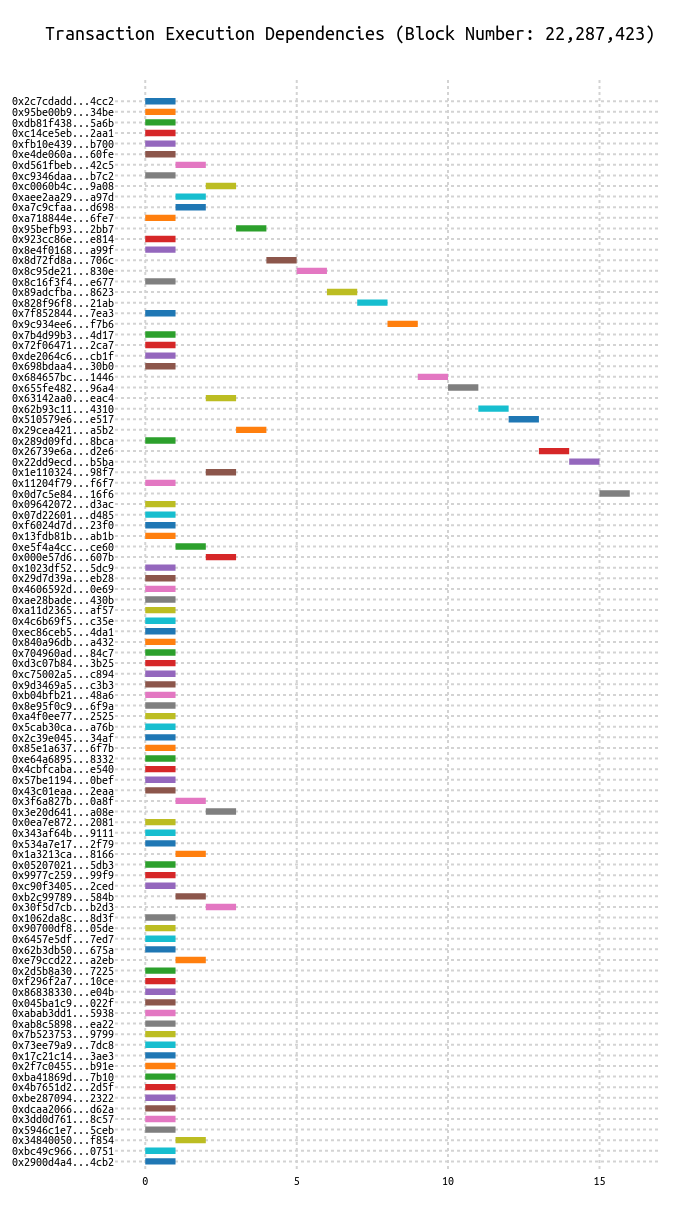 Transaction Execution Dependencies (Block Number: 22,287,423)
0x2c7cdadd...4cc2
0x95be00b9...34be
0xdb81f438...5a6b
0xc14ce5eb...2aa1
0xfb10e439...b700
0xe4de060a...60fe
0xd561fbeb...42c5
0xc9346daa...b7c2
0xc0060b4c...9a08
0xaee2aa29...a97d
0xa7c9cfaa...d698
0xa718844e...6fe7
0x95befb93...2bb7
0x923cc86e...e814
0x8e4f0168...a99f
0x8d72fd8a...706c
0x8c95de21...830e
0x8c16f3f4...e677
0x89adcfba...8623
0x828f96f8...21ab
0x7f852844...7ea3
0x9c934ee6...f7b6
0x7b4d99b3...4d17
0x72f06471...2ca7
0xde2064c6...cb1f
0x698bdaa4...30b0
0x684657bc...1446
0x655fe482...96a4
0x63142aa0...eac4
0x62b93c11...4310
0x510579e6...e517
0x29cea421...a5b2
0x289d09fd...8bca
0x26739e6a...d2e6
0x22dd9ecd...b5ba
0x1e110324...98f7
0x11204f79...f6f7
0x0d7c5e84...16f6
0x09642072...d3ac
0x07d22601...d485
0xf6024d7d...23f0
0x13fdb81b...ab1b
0xe5f4a4cc...ce60
0x000e57d6...607b
0x1023df52...5dc9
0x29d7d39a...eb28
0x4606592d...0e69
0xae28bade...430b
0xa11d2365...af57
0x4c6b69f5...c35e
0xec86ceb5...4da1
0x840a96db...a432
0x704960ad...84c7
0xd3c07b84...3b25
0xc75002a5...c894
0x9d3469a5...c3b3
0xb04bfb21...48a6
0x8e95f0c9...6f9a
0xa4f0ee77...2525
0x5cab30ca...a76b
0x2c39e045...34af
0x85e1a637...6f7b
0xe64a6895...8332
0x4cbfcaba...e540
0x57be1194...0bef
0x43c01eaa...2eaa
0x3f6a827b...0a8f
0x3e20d641...a08e
0x0ea7e872...2081
0x343af64b...9111
0x534a7e17...2f79
0x1a3213ca...8166
0x05207021...5db3
0x9977c259...99f9
0xc90f3405...2ced
0xb2c99789...584b
0x30f5d7cb...b2d3
0x1062da8c...8d3f
0x90700df8...05de
0x6457e5df...7ed7
0x62b3db50...675a
0xe79ccd22...a2eb
0x2d5b8a30...7225
0xf296f2a7...10ce
0x86838330...e04b
0x045ba1c9...022f
0xabab3dd1...5938
0xab8c5898...ea22
0x7b523753...9799
0x73ee79a9...7dc8
0x17c21c14...3ae3
0x2f7c0455...b91e
0xba41869d...7b10
0x4b7651d2...2d5f
0xbe287094...2322
0xdcaa2066...d62a
0x3dd0d761...8c57
0x5946c1e7...5ceb
0x34840050...f854
0xbc49c966...0751
0x2900d4a4...4cb2
0 5 10 15